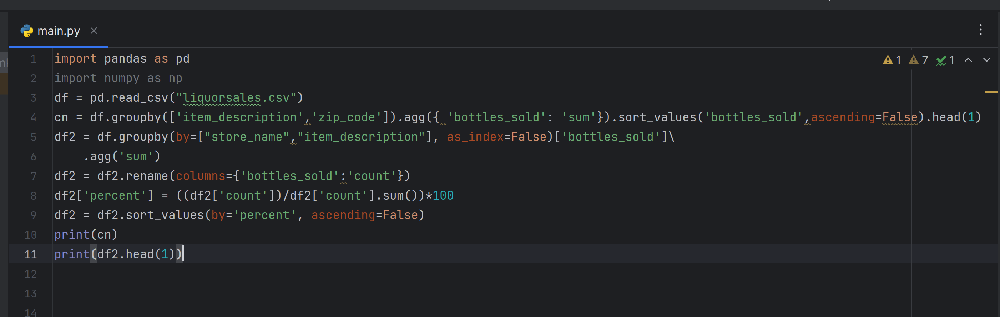 main.py
1 import pandas as pd
2 import numpy as np
3 df = pd.read_csv("liquorsales.csv")
4 cn = df.groupby(['item_description','zip_code']).agg({ 'bottles_sold': 'sum'}).sort_values('bottles_sold',ascending=False).head(1)
5 df2 = df.groupby(by=["store_name","item_description"], as_index=False)['bottles_sold']\
6     .agg('sum')
7 df2 = df2.rename(columns={'bottles_sold':'count'})
8 df2['percent'] = ((df2['count'])/df2['count'].sum())*100
9 df2 = df2.sort_values(by='percent', ascending=False)
10 print(cn)
11 print(df2.head(1))
12
13
14
1 7 1